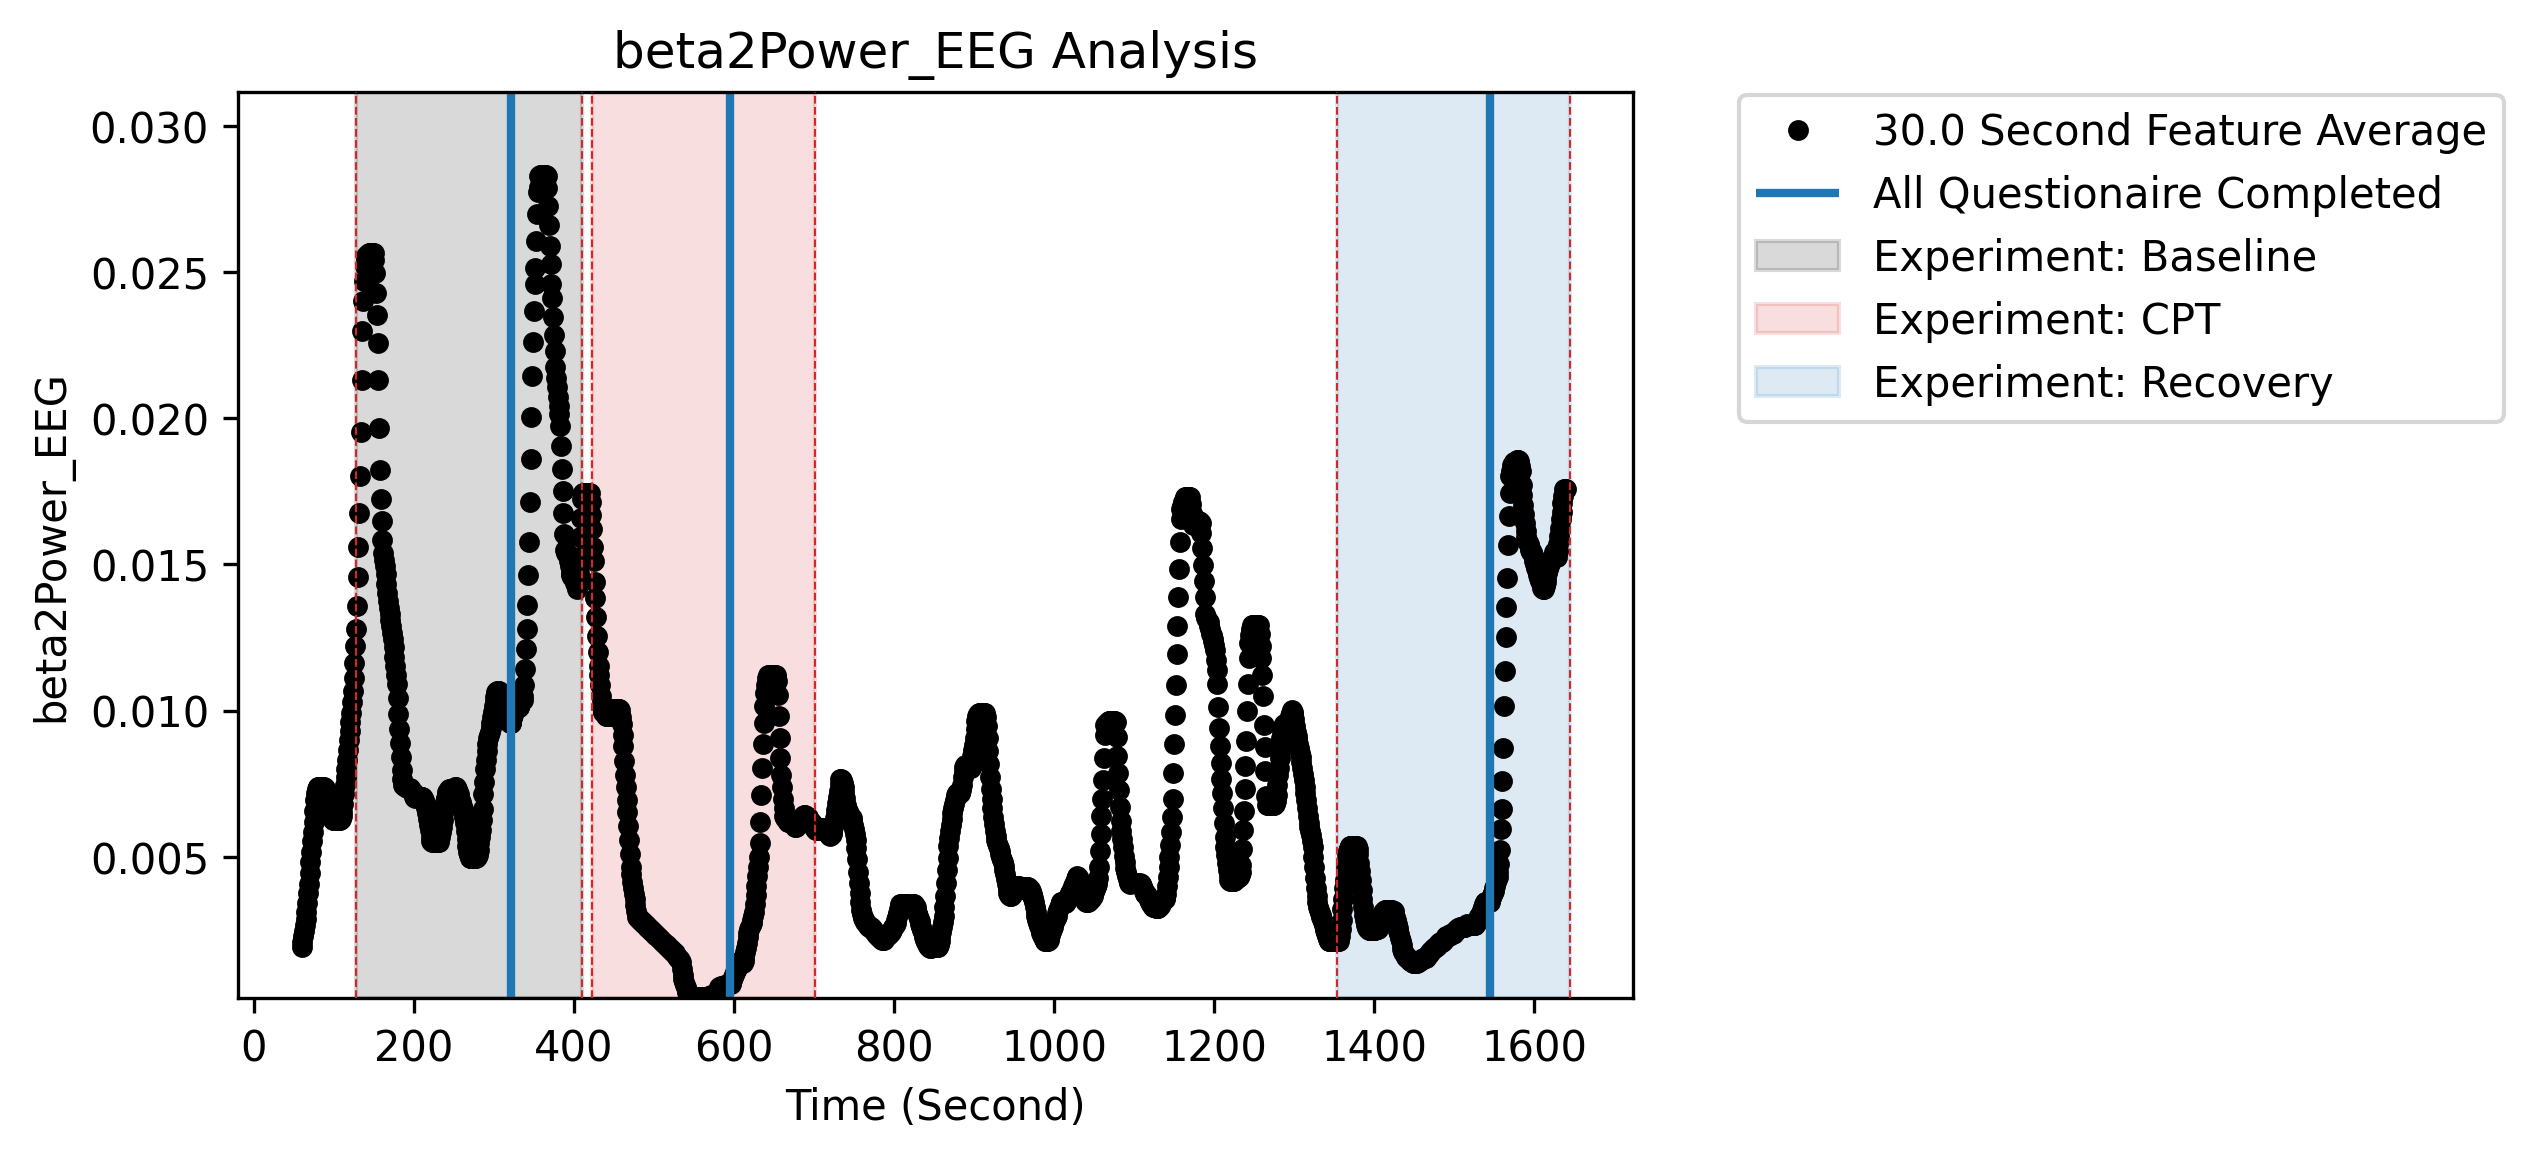 beta2Power_EEG Analysis
0.030
0.025
0.020
0.015
0.010
0.005
beta2Power_EEG
0 200 400 600 800 1000 1200 1400 1600
Time (Second)
30.0 Second Feature Average
All Questionaire Completed
Experiment: Baseline
Experiment: CPT
Experiment: Recovery